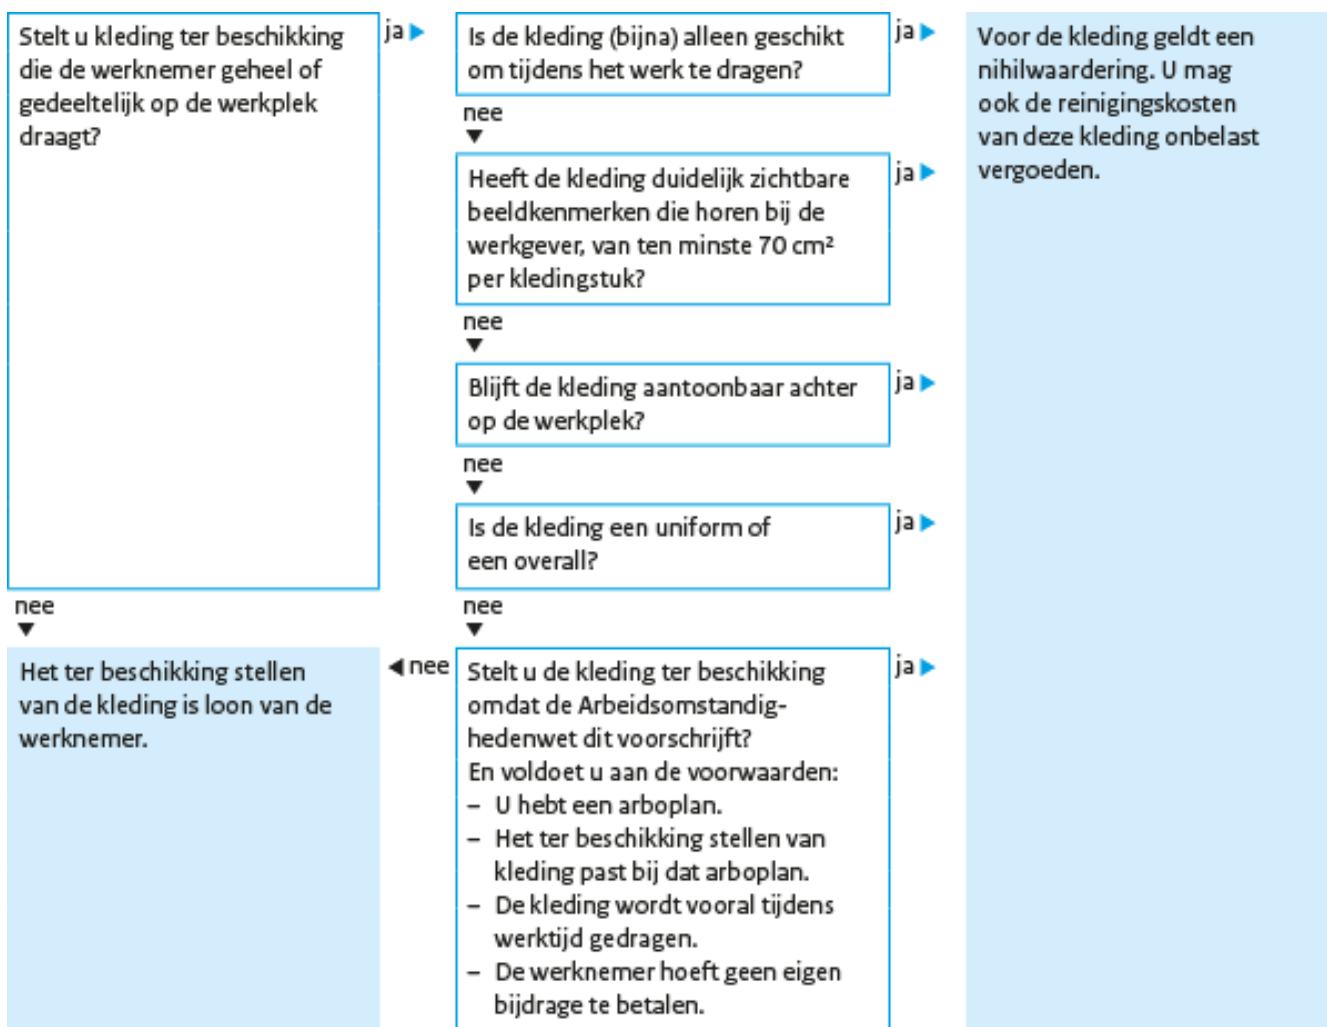 Stelt u kleding ter beschikking
die de werknemer geheel of
gedeeltelijk op de werkplek
draagt?
ja ▶
nee
▼
Is de kleding (bijna) alleen geschikt
om tijdens het werk te dragen?
ja ▶
nee
▼
Heeft de kleding duidelijk zichtbare
beeldkenmerken die horen bij de
werkgever, van ten minste 70 cm²
per kledingstuk?
ja ▶
nee
▼
Blijft de kleding aantoonbaar achter
op de werkplek?
ja ▶
nee
▼
Is de kleding een uniform of
een overall?
ja ▶
nee
▼
Stelt u de kleding ter beschikking
omdat de Arbeidsomstandig-
hedenwet dit voorschrijft?
En voldoet u aan de voorwaarden:
– U hebt een arboplan.
– Het ter beschikking stellen van
kleding past bij dat arboplan.
– De kleding wordt vooral tijdens
werktijd gedragen.
– De werknemer hoeft geen eigen
bijdrage te betalen.
ja ▶
◀ nee
Het ter beschikking stellen
van de kleding is loon van de
werknemer.
Voor de kleding geldt een
nihilwaardering. U mag
ook de reinigingskosten
van deze kleding onbelast
vergoeden.